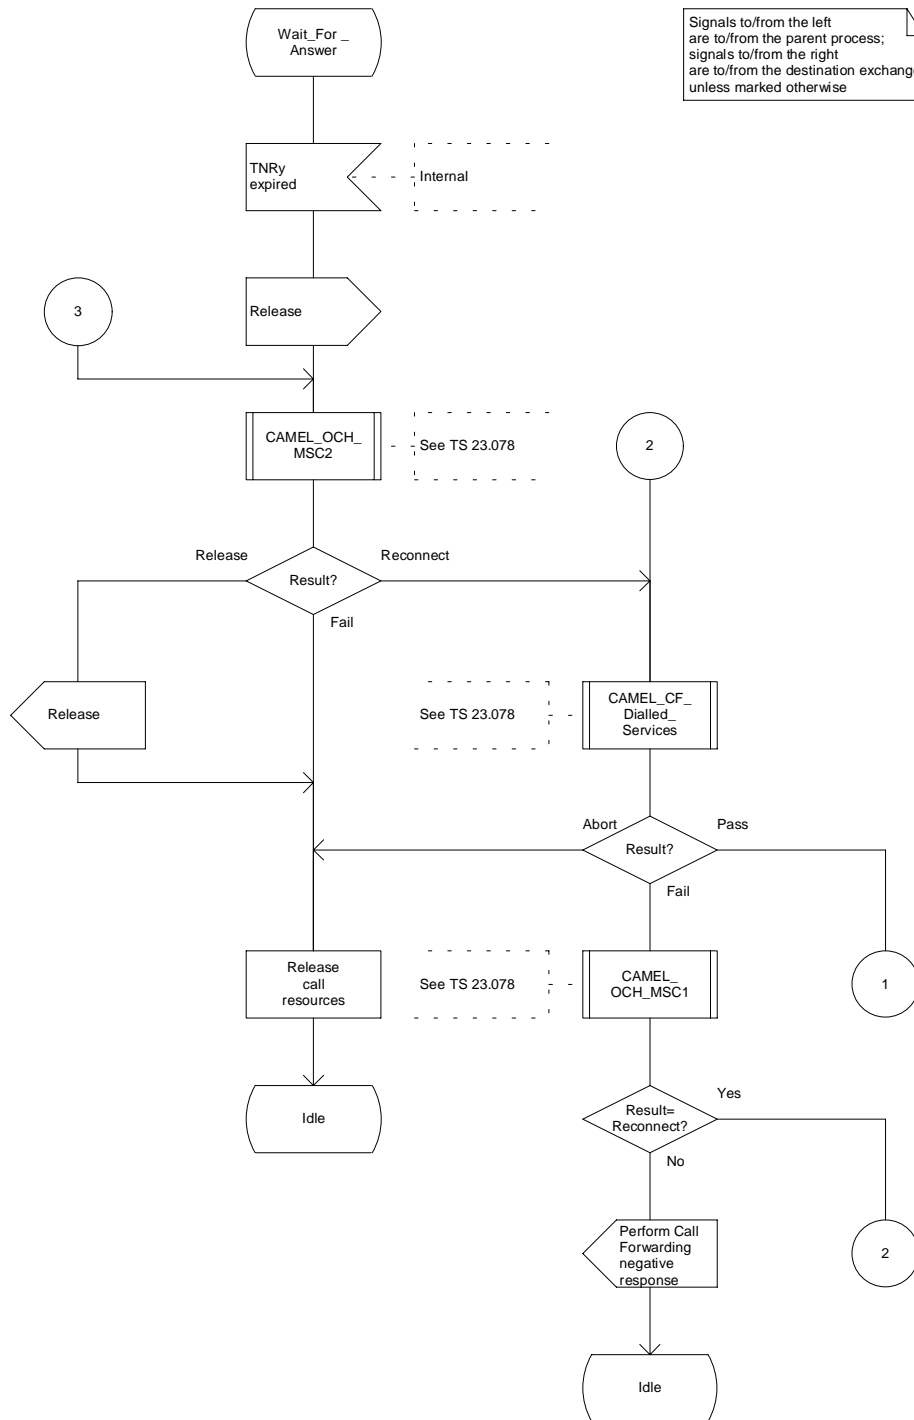 Wait_For _
Answer
Signals to/from the left
are to/from the parent process;
signals to/from the right
are to/from the destination exchange
unless marked otherwise
TNRy
expired
Internal
3
Release
CAMEL_OCH_
MSC2
See TS 23.078
2
Release
Result?
Reconnect
Fail
Release
See TS 23.078
CAMEL_CF_
Dialled_
Services
Abort
Result?
Pass
Fail
Release
call
resources
See TS 23.078
CAMEL_
OCH_MSC1
1
Idle
Result=
Reconnect?
Yes
No
Perform Call
Forwarding
negative
response
2
Idle